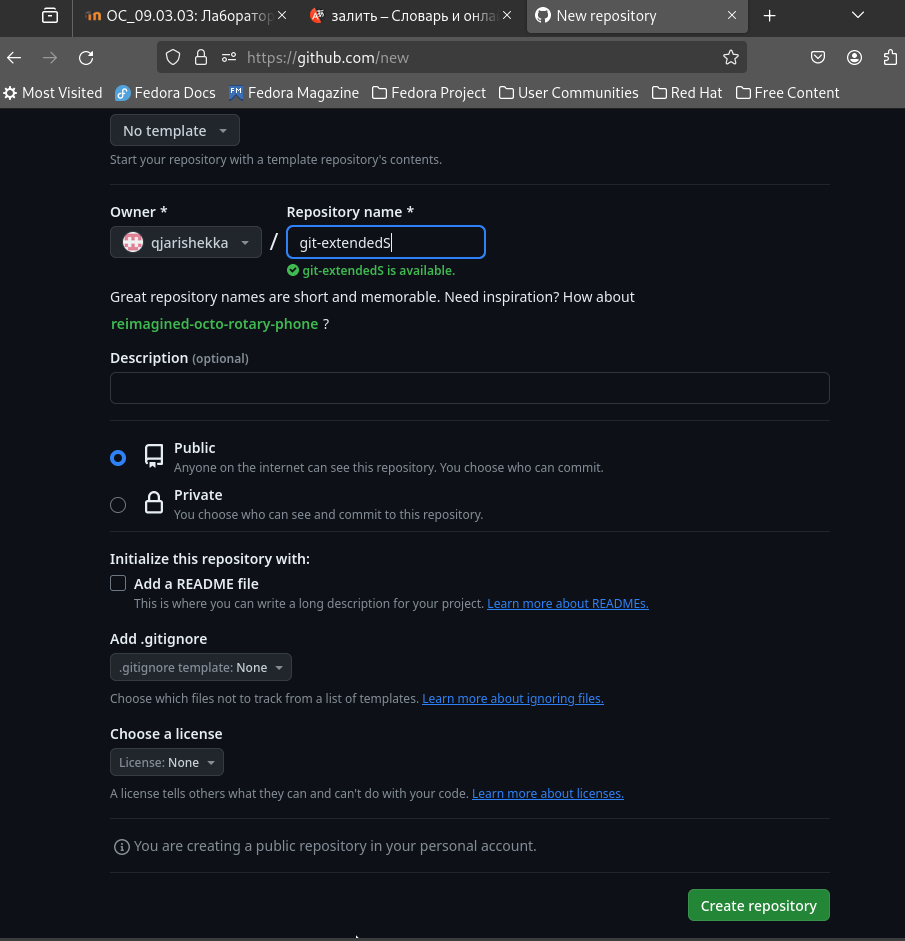 ОС_09.03.03: Лаборатор
залить – Словарь и онла
New repository
https://github.com/new
Most Visited
Fedora Docs
Fedora Magazine
Fedora Project
User Communities
Red Hat
Free Content
No template
Start your repository with a template repository's contents.
Owner *
Repository name *
qjarishekka
/
git-extendedS
git-extendedS is available.
Great repository names are short and memorable. Need inspiration? How about
reimagined-octo-rotary-phone ?
Description (optional)
Public
Anyone on the internet can see this repository. You choose who can commit.
Private
You choose who can see and commit to this repository.
Initialize this repository with:
Add a README file
This is where you can write a long description for your project. Learn more about READMEs.
Add .gitignore
.gitignore template: None
Choose which files not to track from a list of templates. Learn more about ignoring files.
Choose a license
License: None
A license tells others what they can and can't do with your code. Learn more about licenses.
You are creating a public repository in your personal account.
Create repository